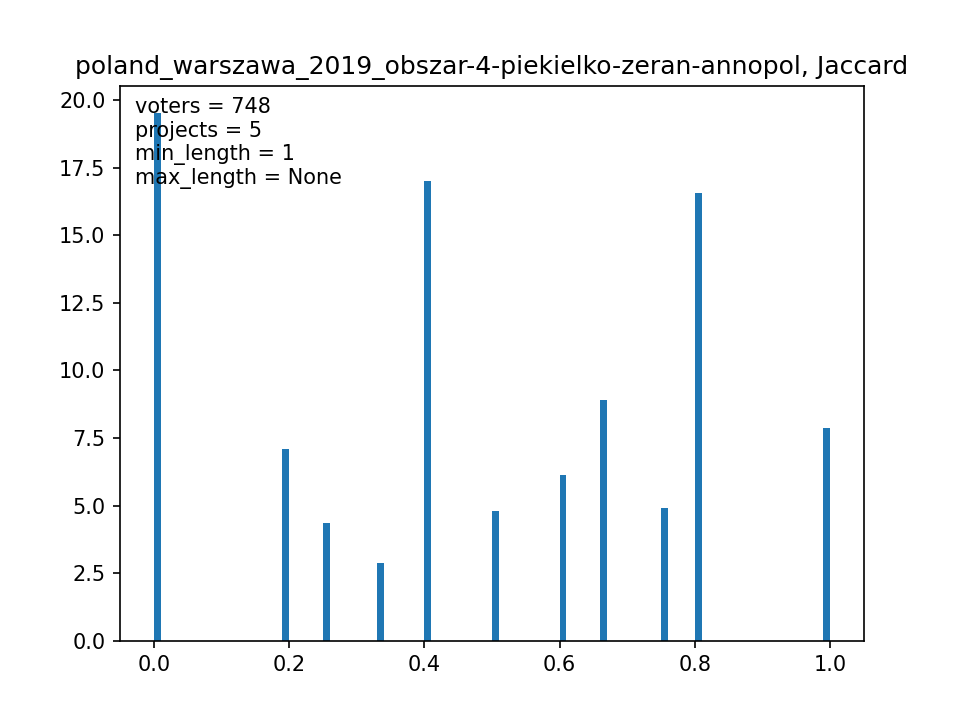 poland_warszawa_2019_obszar-4-piekielko-zeran-annopol, Jaccard
voters = 748
projects = 5
min_length = 1
max_length = None
20.0
17.5
15.0
12.5
10.0
7.5
5.0
2.5
0.0
0.0 0.2 0.4 0.6 0.8 1.0